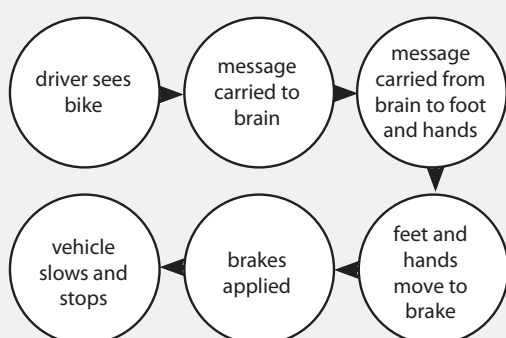 driver sees
bike
message
carried to
brain
message
carried from
brain to foot
and hands
feet and
hands
move to
brake
brakes
applied
vehicle
slows and
stops